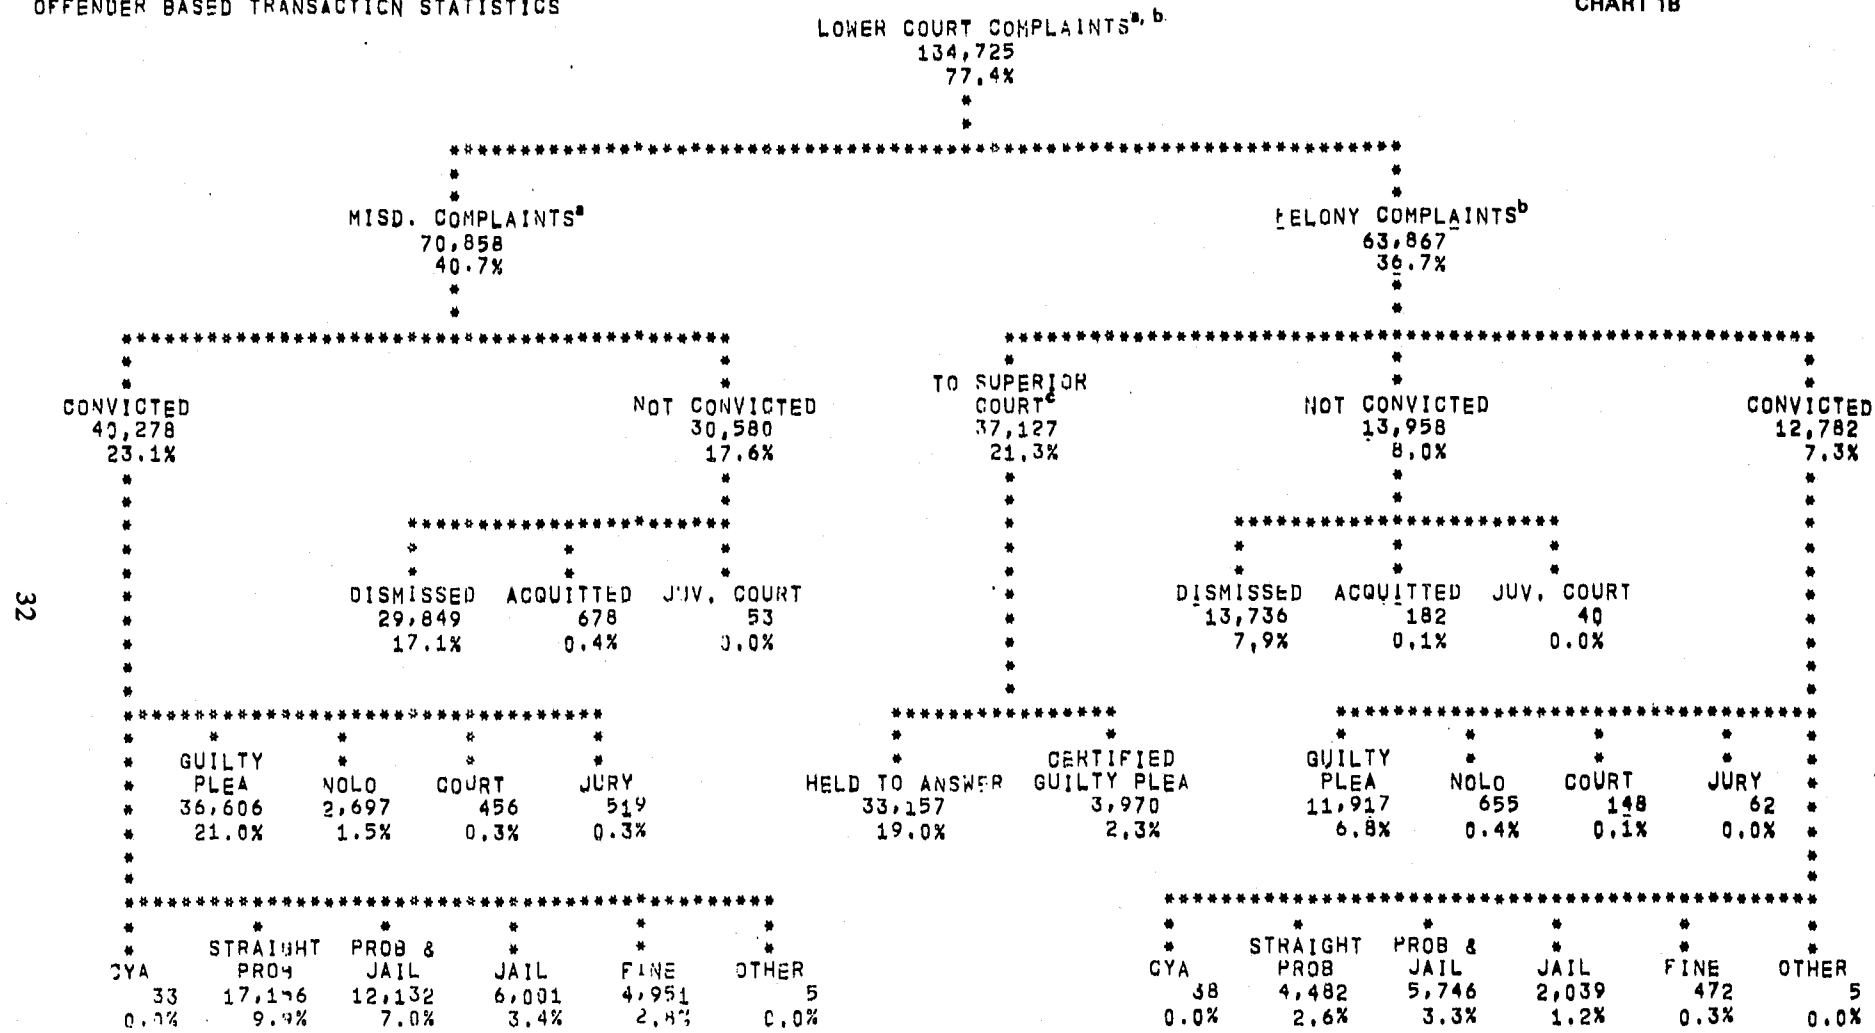 OFFENDER BASED TRANSACTION STATISTICS
CHART 1B
LOWER COURT COMPLAINTS a, b
134,725
77.4%
MISD. COMPLAINTS a
70,858
40.7%
FELONY COMPLAINTS b
63,867
36.7%
CONVICTED
40,278
23.1%
NOT CONVICTED
30,580
17.6%
TO SUPERIOR
COURT c
37,127
21.3%
NOT CONVICTED
13,958
8.0%
CONVICTED
12,782
7.3%
DISMISSED
29,849
17.1%
ACQUITTED
678
0.4%
JUV. COURT
53
0.0%
DISMISSED
13,736
7.9%
ACQUITTED
182
0.1%
JUV. COURT
40
0.0%
32
GUILTY
PLEA
36,606
21.0%
NOLO
2,697
1.5%
COURT
456
0.3%
JURY
519
0.3%
HELD TO ANSWER
33,157
19.0%
CERTIFIED
GUILTY PLEA
3,970
2.3%
GUILTY
PLEA
11,917
6.8%
NOLO
655
0.4%
COURT
148
0.1%
JURY
62
0.0%
CYA
33
0.0%
STRAIGHT
PROB
9.9%
PROB &
JAIL
12,132
7.0%
JAIL
6,001
3.4%
FINE
4,951
2.8%
OTHER
5
0.0%
CYA
38
0.0%
STRAIGHT
PROB
4,482
2.6%
PROB &
JAIL
5,746
3.3%
JAIL
2,039
1.2%
FINE
472
0.3%
OTHER
5
0.0%